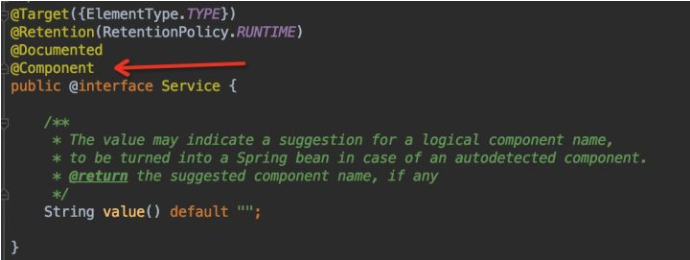 @Target({ElementType.TYPE})
@Retention(RetentionPolicy.RUNTIME)
@Documented
@Component
public @interface Service {
/**
* The value may indicate a suggestion for a logical component name,
* to be turned into a Spring bean in case of an autodetected component.
* @return the suggested component name, if any
*/
String value() default "";
}